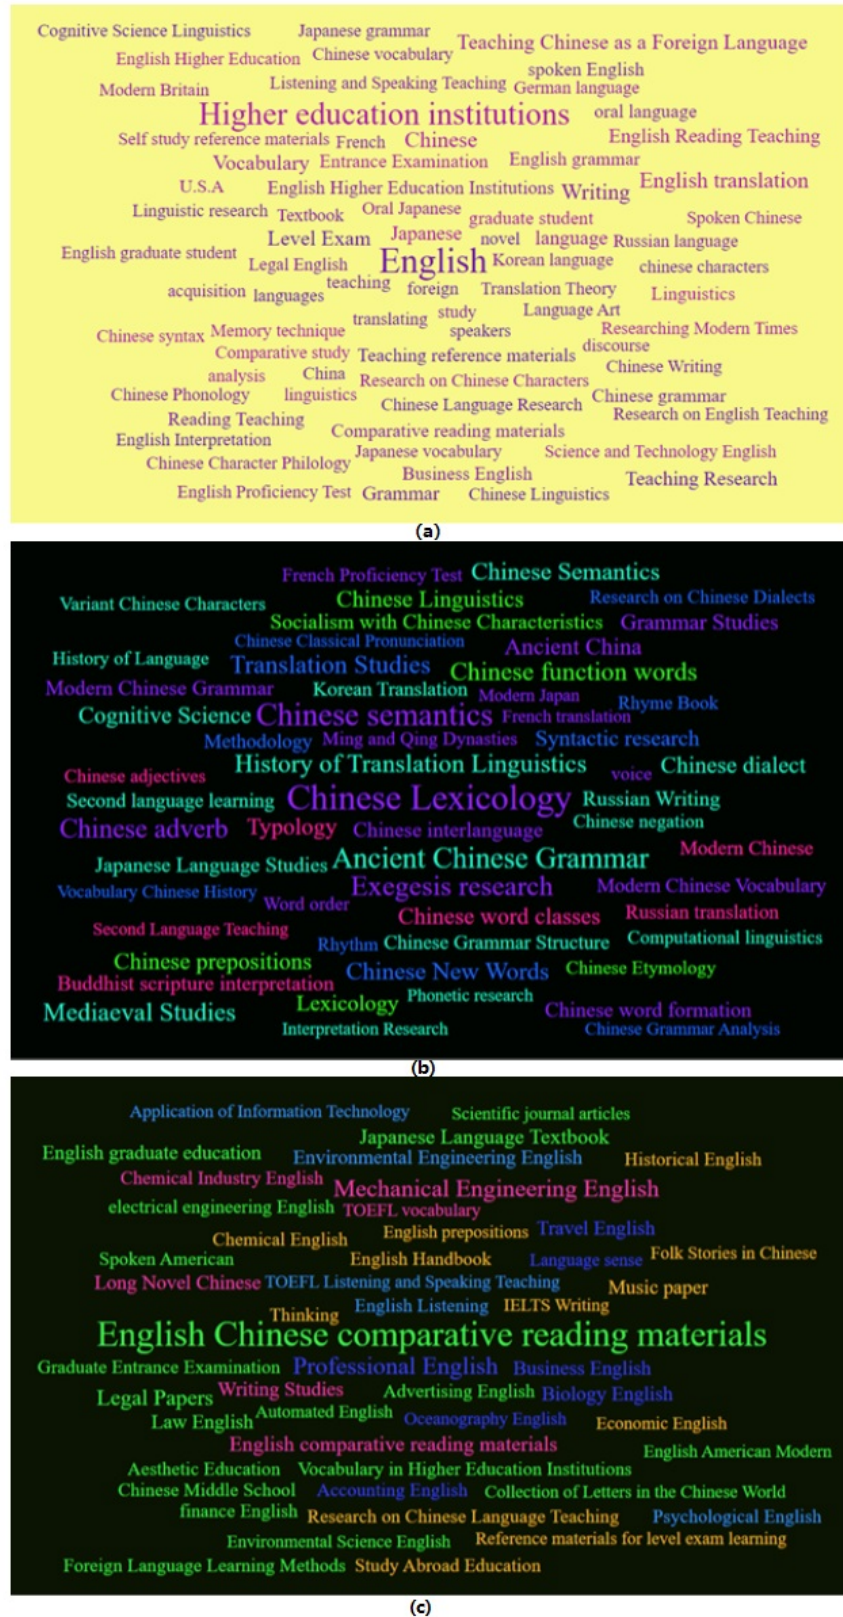 Cognitive Science Linguistics Japanese grammar
English Higher Education Chinese vocabulary Teaching Chinese as a Foreign Language
spoken English
Modern Britain Listening and Speaking Teaching German language
Higher education institutions oral language
Self study reference materials French Chinese English Reading Teaching
Vocabulary Entrance Examination English grammar
U.S.A English Higher Education Institutions Writing English translation
Linguistic research Textbook Oral Japanese graduate student Spoken Chinese
Level Exam Japanese novel language Russian language
English graduate student Legal English English Korean language chinese characters
acquisition languages teaching foreign Translation Theory Linguistics
translating study Language Art
Chinese syntax Memory technique speakers Researching Modern Times
Comparative study Teaching reference materials discourse
analysis China Research on Chinese Characters Chinese Writing
Chinese Phonology linguistics Chinese Language Research Chinese grammar
Reading Teaching Research on English Teaching
English Interpretation Comparative reading materials
Chinese Character Philology Japanese vocabulary Science and Technology English
Business English Teaching Research
English Proficiency Test Grammar Chinese Linguistics
(a)
French Proficiency Test Chinese Semantics
Variant Chinese Characters Chinese Linguistics Research on Chinese Dialects
Socialism with Chinese Characteristics Grammar Studies
Chinese Classical Pronunciation Ancient China
History of Language Translation Studies Chinese function words
Modern Chinese Grammar Korean Translation Modern Japan Rhyme Book
Cognitive Science Chinese semantics French translation
Methodology Ming and Qing Dynasties Syntactic research
Chinese adjectives History of Translation Linguistics voice Chinese dialect
Second language learning Chinese Lexicology Russian Writing
Chinese adverb Typology Chinese interlanguage Chinese negation
Japanese Language Studies Ancient Chinese Grammar Modern Chinese
Vocabulary Chinese History Exegesis research Modern Chinese Vocabulary
Word order Chinese word classes Russian translation
Second Language Teaching Rhythm Chinese Grammar Structure Computational linguistics
Chinese prepositions Chinese New Words Chinese Etymology
Buddhist scripture interpretation
Mediaeval Studies Lexicology Phonetic research Chinese word formation
Interpretation Research Chinese Grammar Analysis
(b)
Application of Information Technology Scientific journal articles
English graduate education Japanese Language Textbook
Environmental Engineering English Historical English
Chemical Industry English Mechanical Engineering English
electrical engineering English TOEFL vocabulary
Chemical English English prepositions Travel English
Spoken American English Handbook Language sense Folk Stories in Chinese
Long Novel Chinese TOEFL Listening and Speaking Teaching Music paper
Thinking English Listening IELTS Writing
English Chinese comparative reading materials
Graduate Entrance Examination Professional English Business English
Legal Papers Writing Studies Advertising English Biology English
Law English Automated English Oceanography English Economic English
English comparative reading materials English American Modern
Aesthetic Education Vocabulary in Higher Education Institutions
Chinese Middle School Accounting English Collection of Letters in the Chinese World
finance English Research on Chinese Language Teaching Psychological English
Environmental Science English Reference materials for level exam learning
Foreign Language Learning Methods Study Abroad Education
(c)